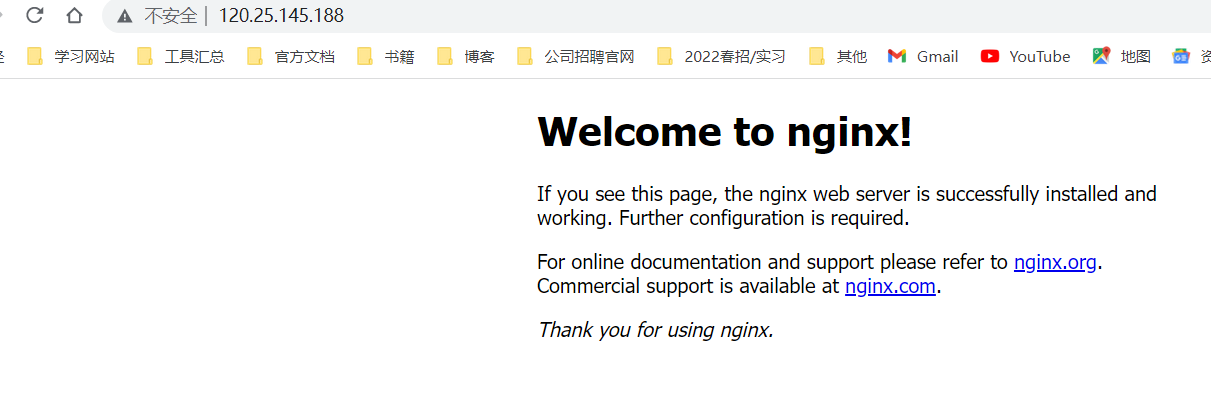 不安全 | 120.25.145.188
学习网站 工具汇总 官方文档 书籍 博客 公司招聘官网 2022春招/实习 其他 Gmail YouTube 地图
Welcome to nginx!
If you see this page, the nginx web server is successfully installed and
working. Further configuration is required.
For online documentation and support please refer to nginx.org.
Commercial support is available at nginx.com.
Thank you for using nginx.